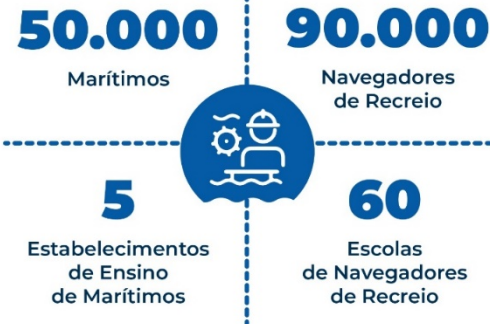 50.000
Marítimos
90.000
Navegadores
de Recreio
5
Estabelecimentos
de Ensino
de Marítimos
60
Escolas
de Navegadores
de Recreio